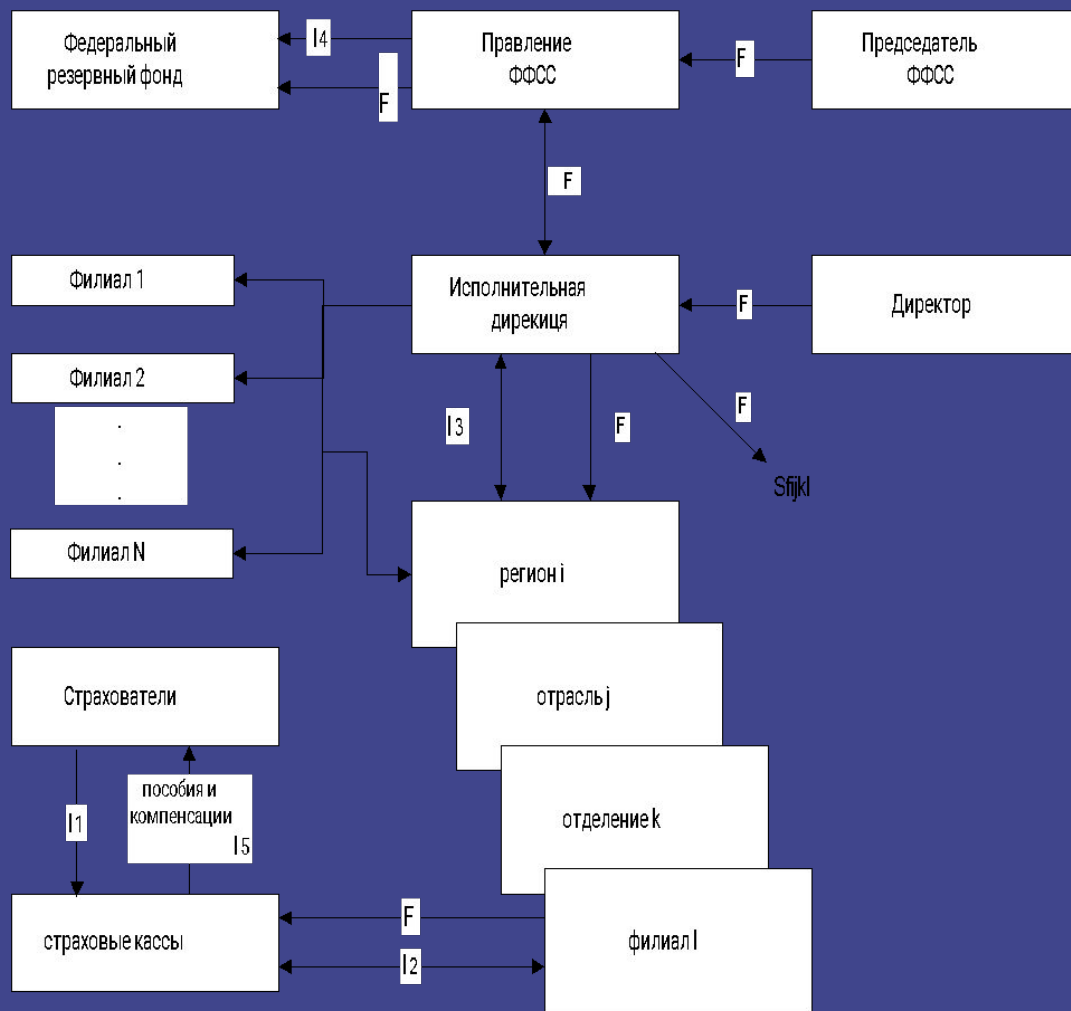 Федеральный
резервный фонд
I4
F
Правление
ФФСС
F
Председатель
ФФСС
F
Филиал 1
Филиал 2
.
.
.
Филиал N
Исполнительная
дирекиця
F
Директор
I3
F
F
Sfijkl
регион i
отрасль j
отделение k
филиал l
Страхователи
I1
пособия и
компенсации
I5
страховые кассы
F
I2